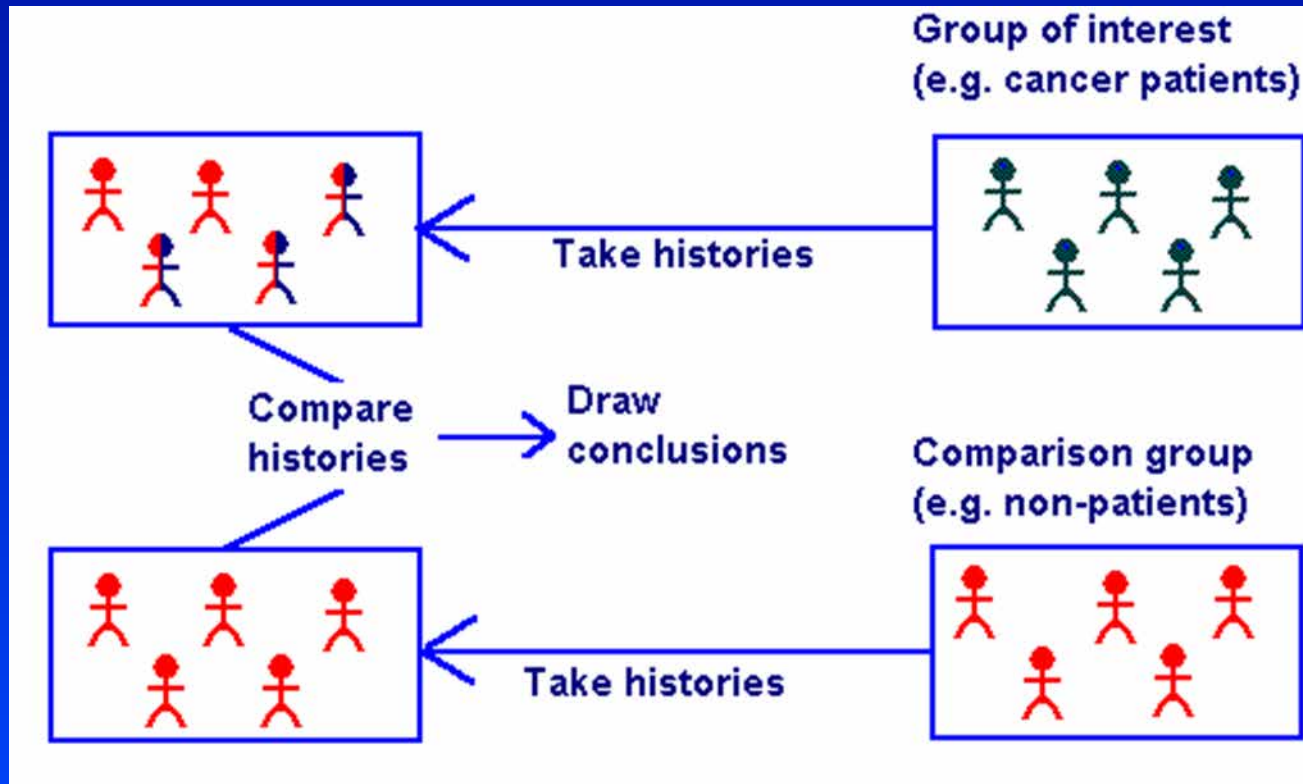 Group of interest
(e.g. cancer patients)
Take histories
Compare
histories
Draw
conclusions
Comparison group
(e.g. non-patients)
Take histories